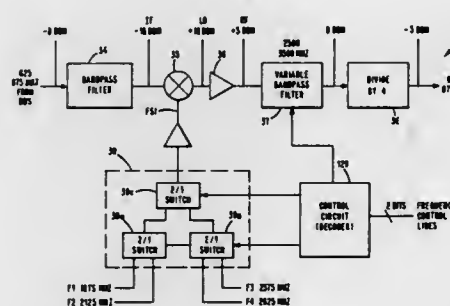 -8 DBM
34
IF
-16 DBM
35
LO
+10 DBM
36
RF
+5 DBM
2500
3500 MHZ
0 DBM
-5 DBM
625
875 MHZ
FROM
DDS
BANDPASS
FILTER
FS1
VARIABLE
BANDPASS
FILTER
37
DIVIDE
BY 4
38
30
30c
2/1
SWITCH
30a
2/1
SWITCH
30b
2/1
SWITCH
129
CONTROL
CIRCUIT
(DECODER)
2 BITS
FREQUENCY
CONTROL
LINES
F1 1875 MHZ
F2 2125 MHZ
F3 2375 MHZ
F4 2625 MHZ